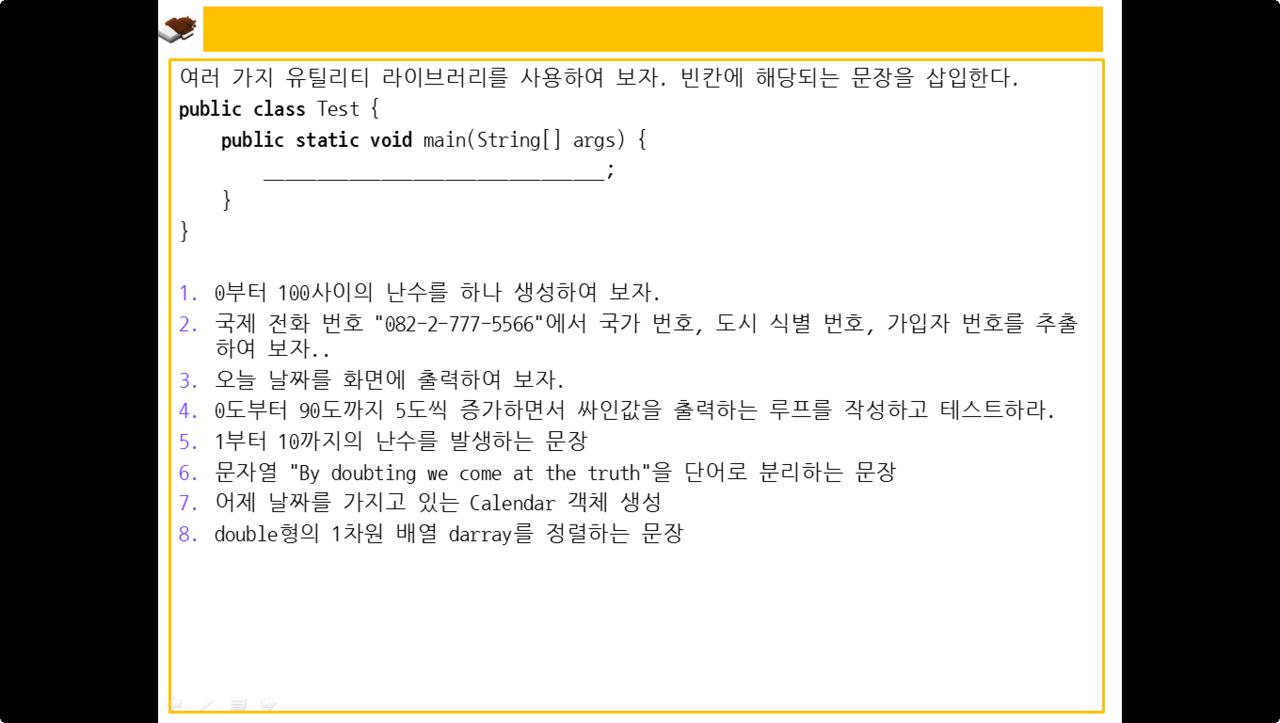 여러 가지 유틸리티 라이브러리를 사용하여 보자. 빈칸에 해당되는 문장을 삽입한다.
public class Test {
public static void main(String[] args) {
________________________________;
}
}
1. 0부터 100사이의 난수를 하나 생성하여 보자.
2. 국제 전화 번호 "082-2-777-5566"에서 국가 번호, 도시 식별 번호, 가입자 번호를 추출
하여 보자..
3. 오늘 날짜를 화면에 출력하여 보자.
4. 0도부터 90도까지 5도씩 증가하면서 싸인값을 출력하는 루프를 작성하고 테스트하라.
5. 1부터 10까지의 난수를 발생하는 문장
6. 문자열 "By doubting we come at the truth"을 단어로 분리하는 문장
7. 어제 날짜를 가지고 있는 Calendar 객체 생성
8. double형의 1차원 배열 darray를 정렬하는 문장